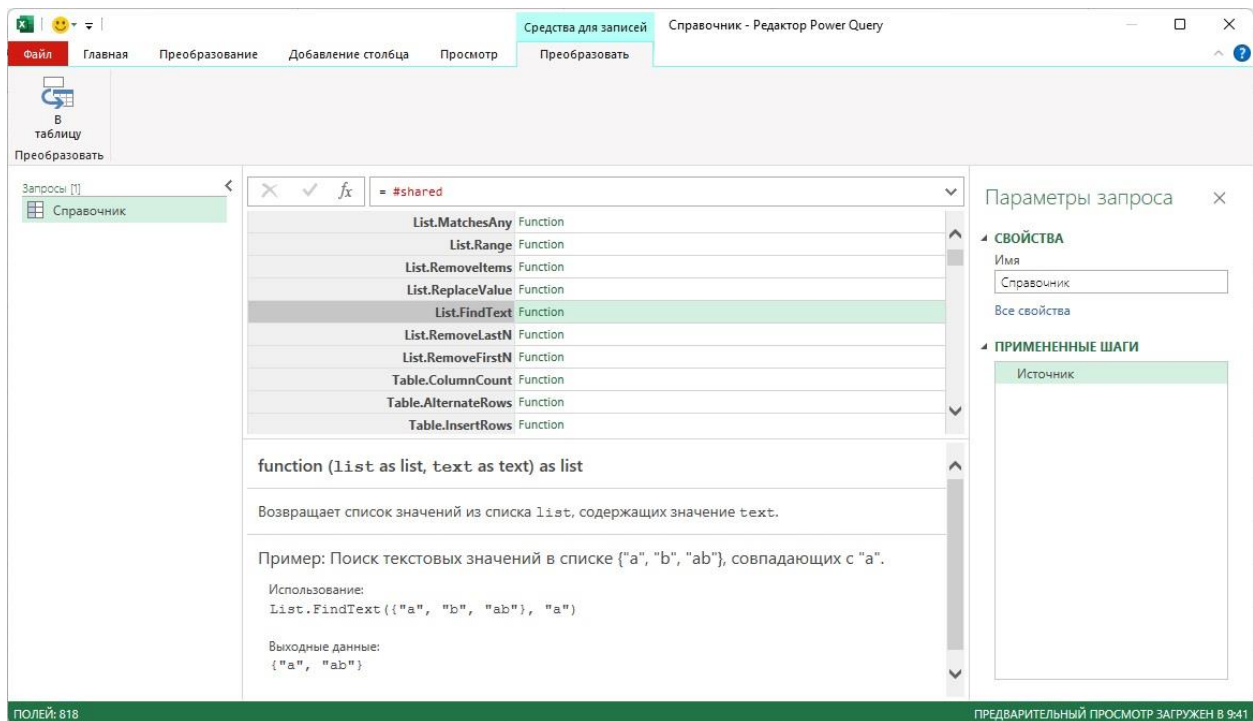 Средства для записей
Справочник - Редактор Power Query
Файл
Главная
Преобразование
Добавление столбца
Просмотр
Преобразовать
В
таблицу
Преобразовать
Запросы [1]
Справочник
fx
= #shared
List.MatchesAny Function
List.Range Function
List.RemoveItems Function
List.ReplaceValue Function
List.FindText Function
List.RemoveLastN Function
List.RemoveFirstN Function
Table.ColumnCount Function
Table.AlternateRows Function
Table.InsertRows Function
function (list as list, text as text) as list
Возвращает список значений из списка list, содержащих значение text.
Пример: Поиск текстовых значений в списке {"a", "b", "ab"}, совпадающих с "a".
Использование:
List.FindText({"a", "b", "ab"}, "a")
Выходные данные:
{"a", "ab"}
Параметры запроса
СВОЙСТВА
Имя
Справочник
Все свойства
ПРИМЕНЕННЫЕ ШАГИ
Источник
ПОЛЕЙ: 818
ПРЕДВАРИТЕЛЬНЫЙ ПРОСМОТР ЗАГРУЖЕН В 9:41